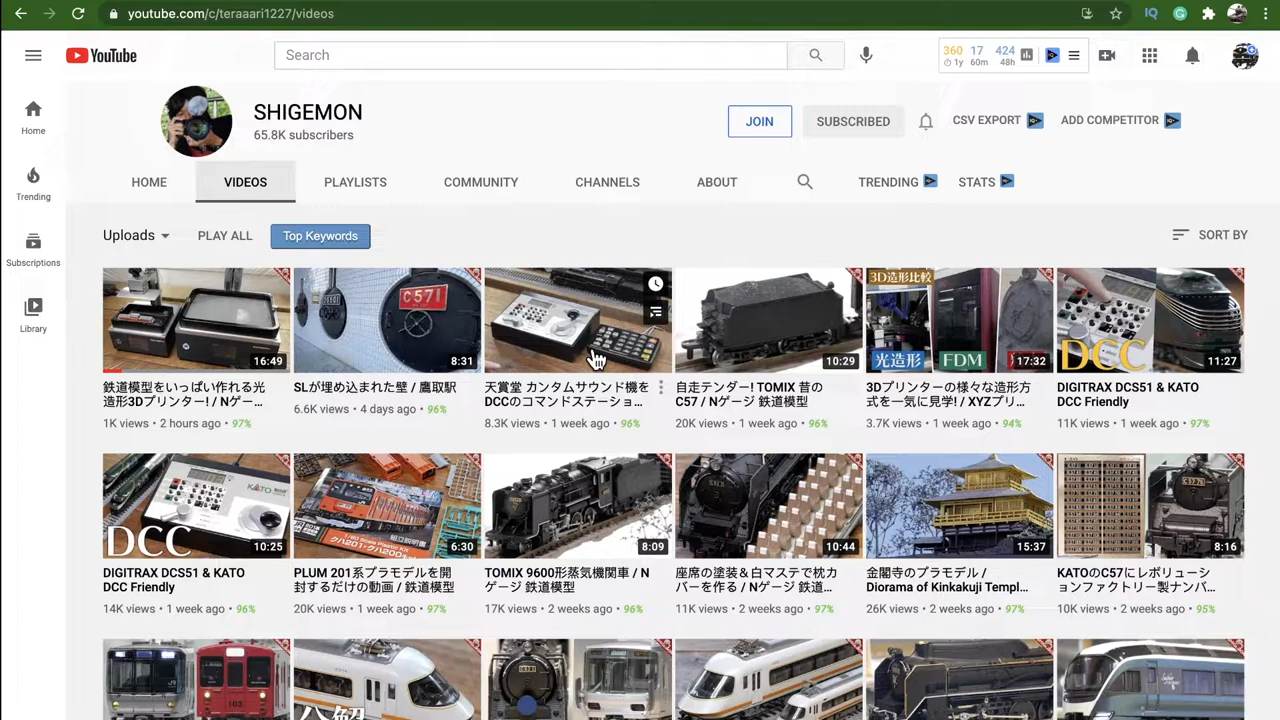 youtube.com/c/teraaari1227/videos
YouTube
Search
360 17 424
1y 60m 48h
Home
Trending
Subscriptions
Library
SHIGEMON
65.8K subscribers
JOIN
SUBSCRIBED
CSV EXPORT
ADD COMPETITOR
HOME
VIDEOS
PLAYLISTS
COMMUNITY
CHANNELS
ABOUT
TRENDING
STATS
Uploads
PLAY ALL
Top Keywords
SORT BY
16:49
鉄道模型をいっぱい作れる光
造形3Dプリンター! / Nゲー...
1K views • 2 hours ago • 97%
C571
8:31
SLが埋め込まれた壁 / 鷹取駅
6.6K views • 4 days ago • 96%
天賞堂 カンタムサウンド機を
DCCのコマンドステーショ...
8.3K views • 1 week ago • 96%
10:29
自走テンダー! TOMIX 昔の
C57 / Nゲージ 鉄道模型
20K views • 1 week ago • 96%
3D造形比較
光造形
FDM
17:32
3Dプリンターの様々な造形方
式を一気に見学! / XYZプリ...
3.7K views • 1 week ago • 94%
DCC
11:27
DIGITRAX DCS51 & KATO
DCC Friendly
11K views • 1 week ago • 97%
DCC
KATO
10:25
DIGITRAX DCS51 & KATO
DCC Friendly
14K views • 1 week ago • 96%
PLUM
クハ201+クハ200
組立説明書
6:30
PLUM 201系プラモデルを開
封するだけの動画 / 鉄道模型
20K views • 1 week ago • 97%
8:09
TOMIX 9600形蒸気機関車 / N
ゲージ 鉄道模型
17K views • 2 weeks ago • 96%
10:44
座席の塗装＆白マステで枕カ
バーを作る / Nゲージ 鉄道...
11K views • 2 weeks ago • 97%
15:37
金閣寺のプラモデル /
Diorama of Kinkakuji Templ...
26K views • 2 weeks ago • 97%
8:16
KATOのC57にレボリューシ
ョンファクトリー製ナンバ...
10K views • 2 weeks ago • 95%
103